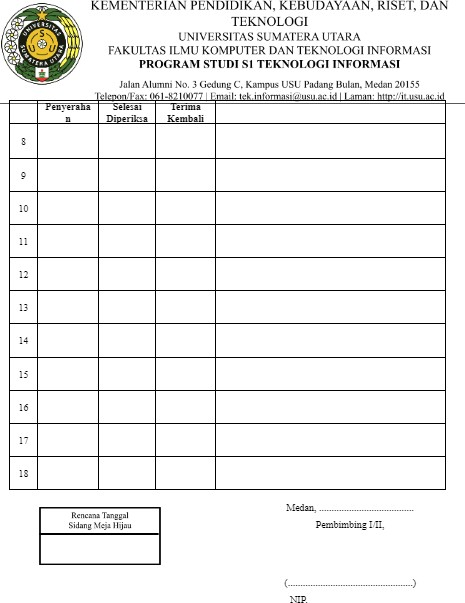 KEMENTERIAN PENDIDIKAN, KEBUDAYAAN, RISET, DAN
TEKNOLOGI
UNIVERSITAS SUMATERA UTARA
FAKULTAS ILMU KOMPUTER DAN TEKNOLOGI INFORMASI
PROGRAM STUDI S1 TEKNOLOGI INFORMASI
Jalan Alumni No. 3 Gedung C, Kampus USU Padang Bulan, Medan 20155
Telepon/Fax: 061-8210077 | Email: tek.informasi@usu.ac.id | Laman: http://it.usu.ac.id
Penyeraha Selesai Terima
n Diperiksa Kembali
8
9
10
11
12
13
14
15
16
17
18
Medan, ......................................
Rencana Tanggal
Sidang Meja Hijau
Pembimbing I/II,
(...................................................)
NIP.